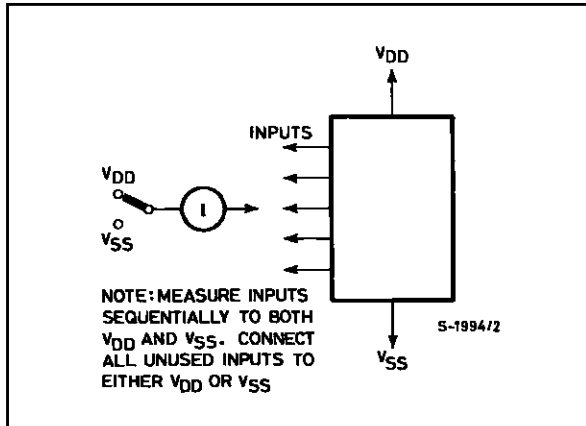 VDD
INPUTS
VDD
I
VSS
NOTE: MEASURE INPUTS
SEQUENTIALLY TO BOTH
VDD AND VSS. CONNECT
ALL UNUSED INPUTS TO
EITHER VDD OR VSS
S-1994/2
VSS